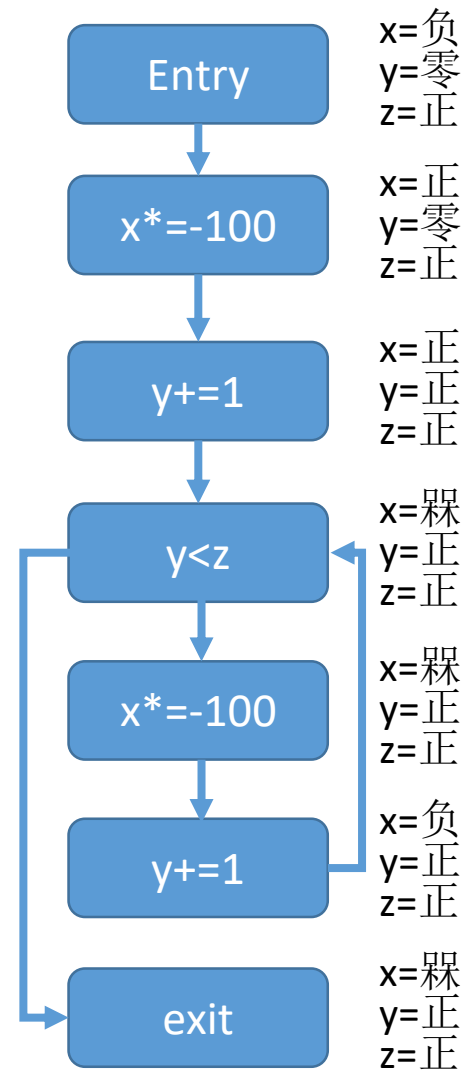 Entry
x=负
y=零
z=正
x*=-100
x=正
y=零
z=正
y+=1
x=正
y=正
z=正
y<z
x=槑
y=正
z=正
x*=-100
x=槑
y=正
z=正
y+=1
x=负
y=正
z=正
exit
x=槑
y=正
z=正